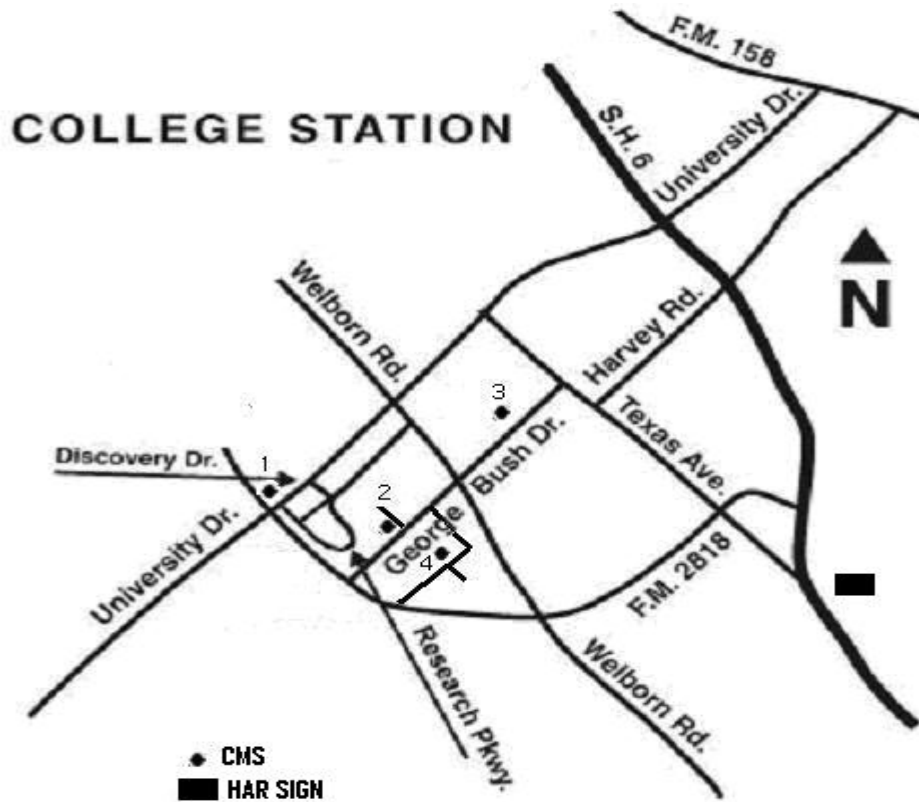 F.M. 158
COLLEGE STATION
S.H. 6
University Dr.
N
Welborn Rd.
Harvey Rd.
3
Texas Ave.
Bush Dr.
Discovery Dr.
1
2
George
4
University Dr.
F.M. 2818
Research Pkwy.
Welborn Rd.
CMS
HAR SIGN